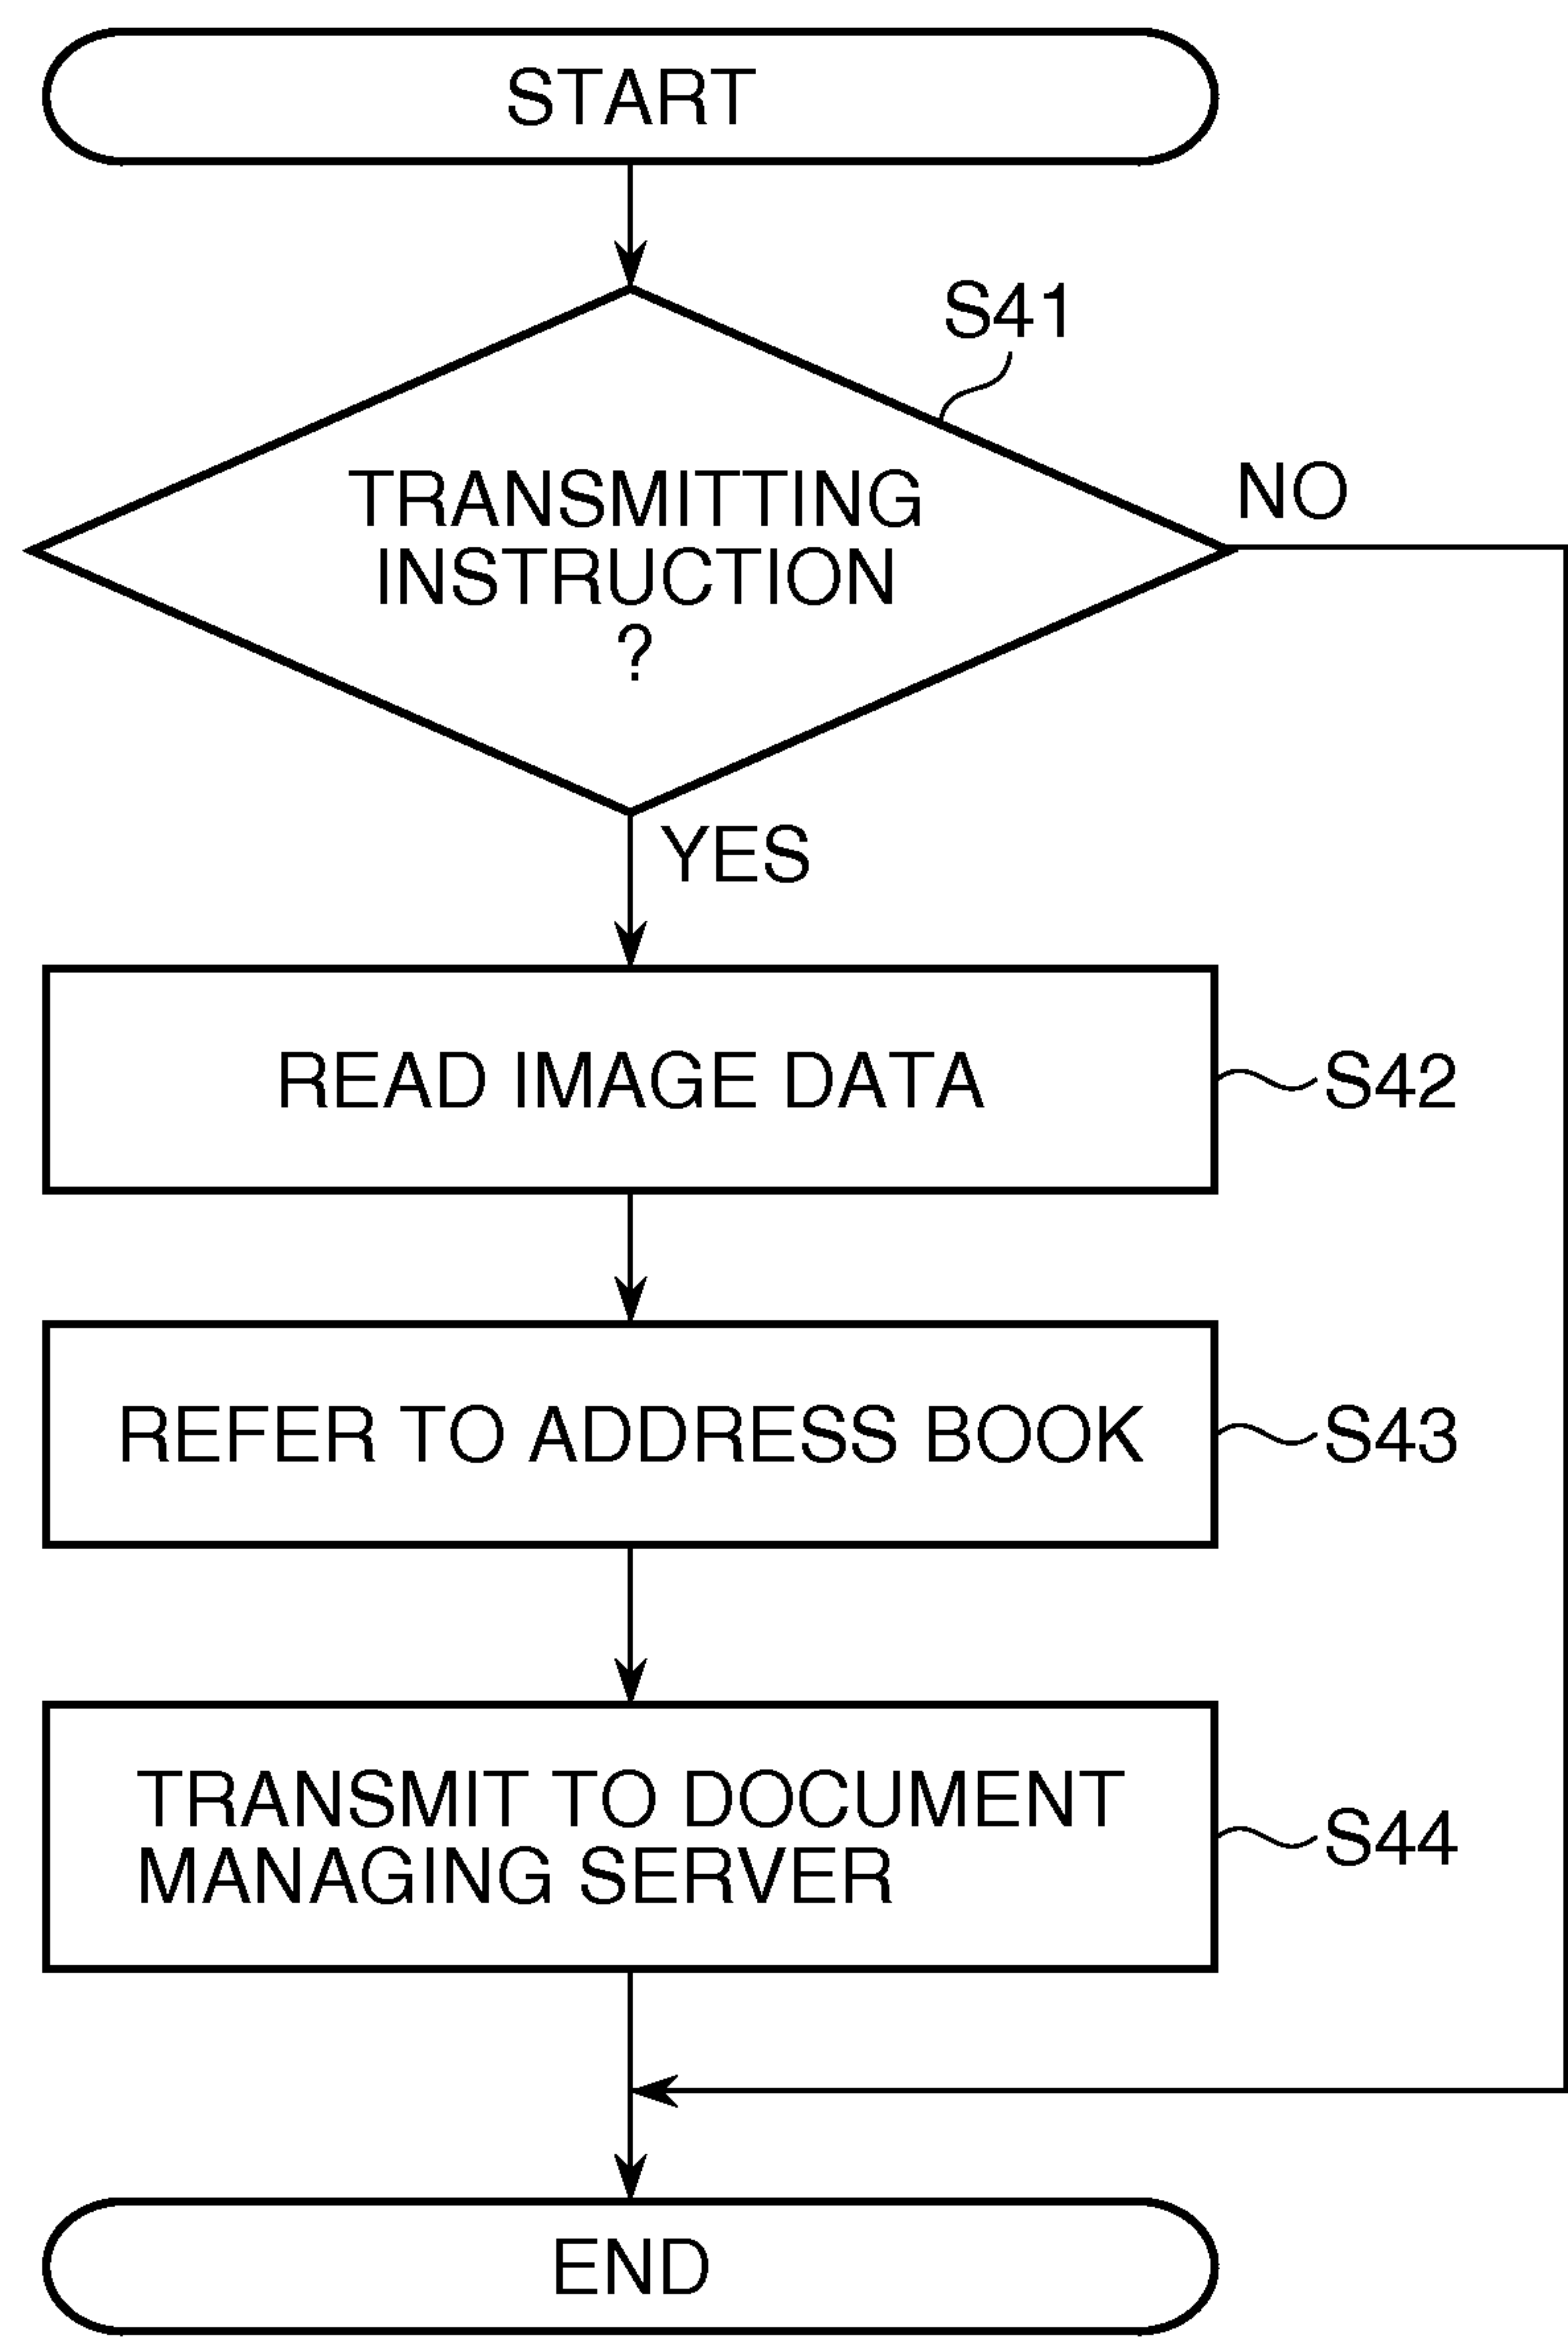 START
S41
TRANSMITTING
INSTRUCTION
?
NO
YES
READ IMAGE DATA
S42
REFER TO ADDRESS BOOK
S43
TRANSMIT TO DOCUMENT
MANAGING SERVER
S44
END